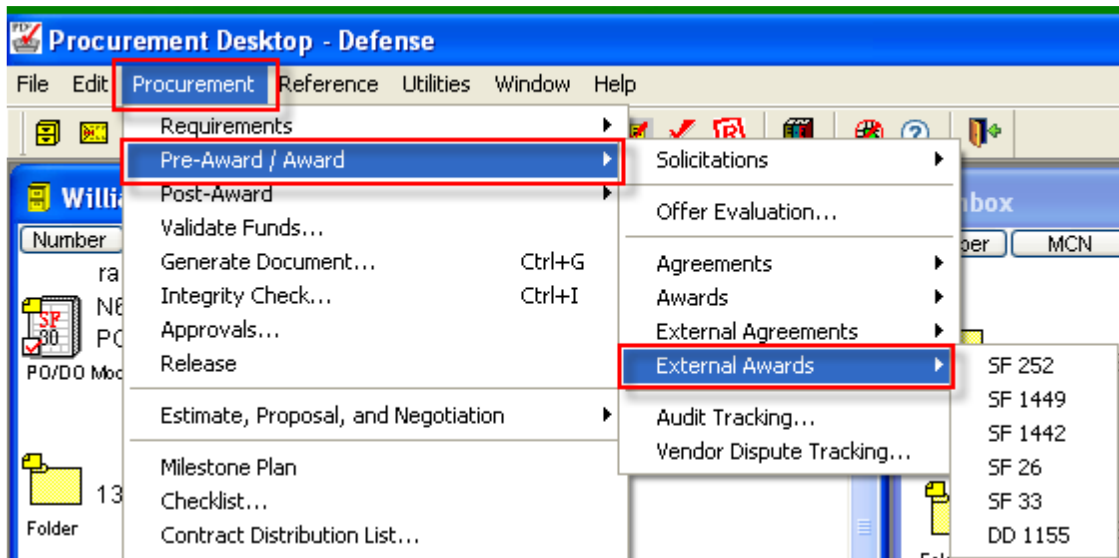 Procurement Desktop - Defense
File Edit Procurement Reference Utilities Window Help
Requirements
Pre-Award / Award
Post-Award
Validate Funds...
Generate Document... Ctrl+G
Integrity Check... Ctrl+I
Approvals...
Release
Estimate, Proposal, and Negotiation
Milestone Plan
Checklist...
Contract Distribution List...
Solicitations
Offer Evaluation...
Agreements
Awards
External Agreements
External Awards
Audit Tracking...
Vendor Dispute Tracking...
SF 252
SF 1449
SF 1442
SF 26
SF 33
DD 1155
Number
SF
30
PO/DO
13
Folder
MCN